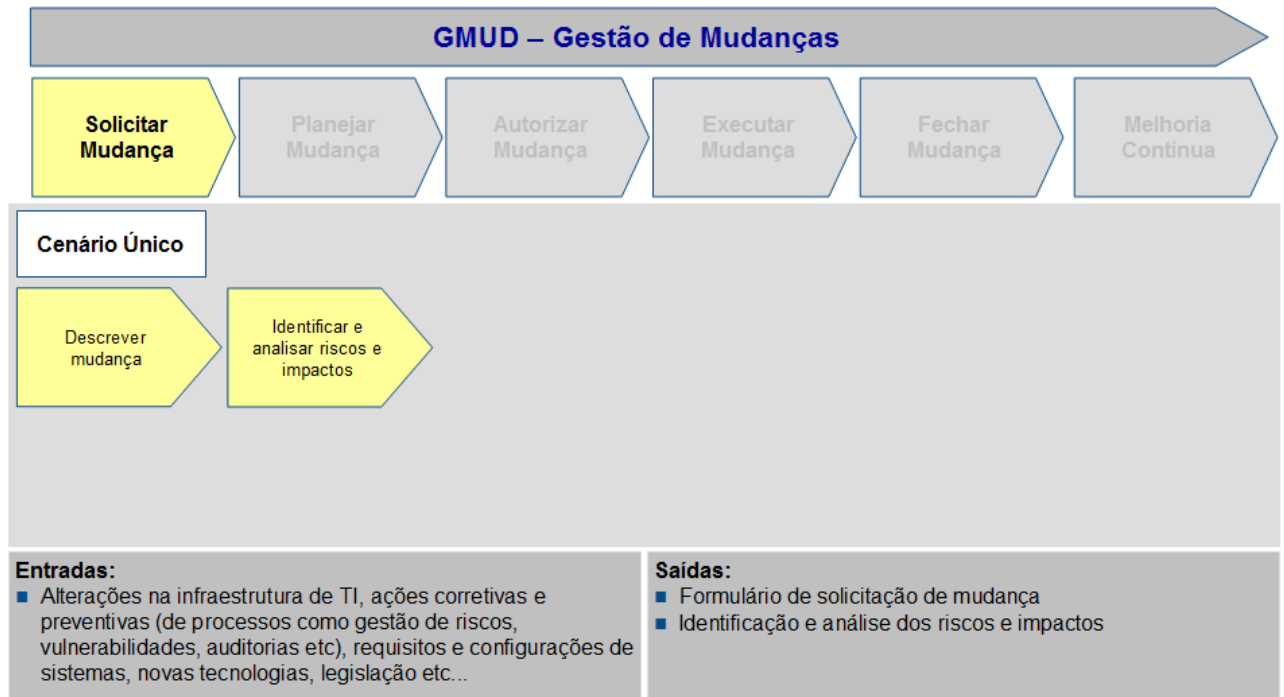 GMUD – Gestão de Mudanças
Solicitar
Mudança
Planejar
Mudança
Autorizar
Mudança
Executar
Mudança
Fechar
Mudança
Melhoria
Continua
Cenário Único
Descrever
mudança
Identificar e
analisar riscos e
impactos
Entradas:
Alterações na infraestrutura de TI, ações corretivas e
preventivas (de processos como gestão de riscos,
vulnerabilidades, auditorias etc), requisitos e configurações de
sistemas, novas tecnologias, legislação etc...
Saídas:
Formulário de solicitação de mudança
Identificação e análise dos riscos e impactos